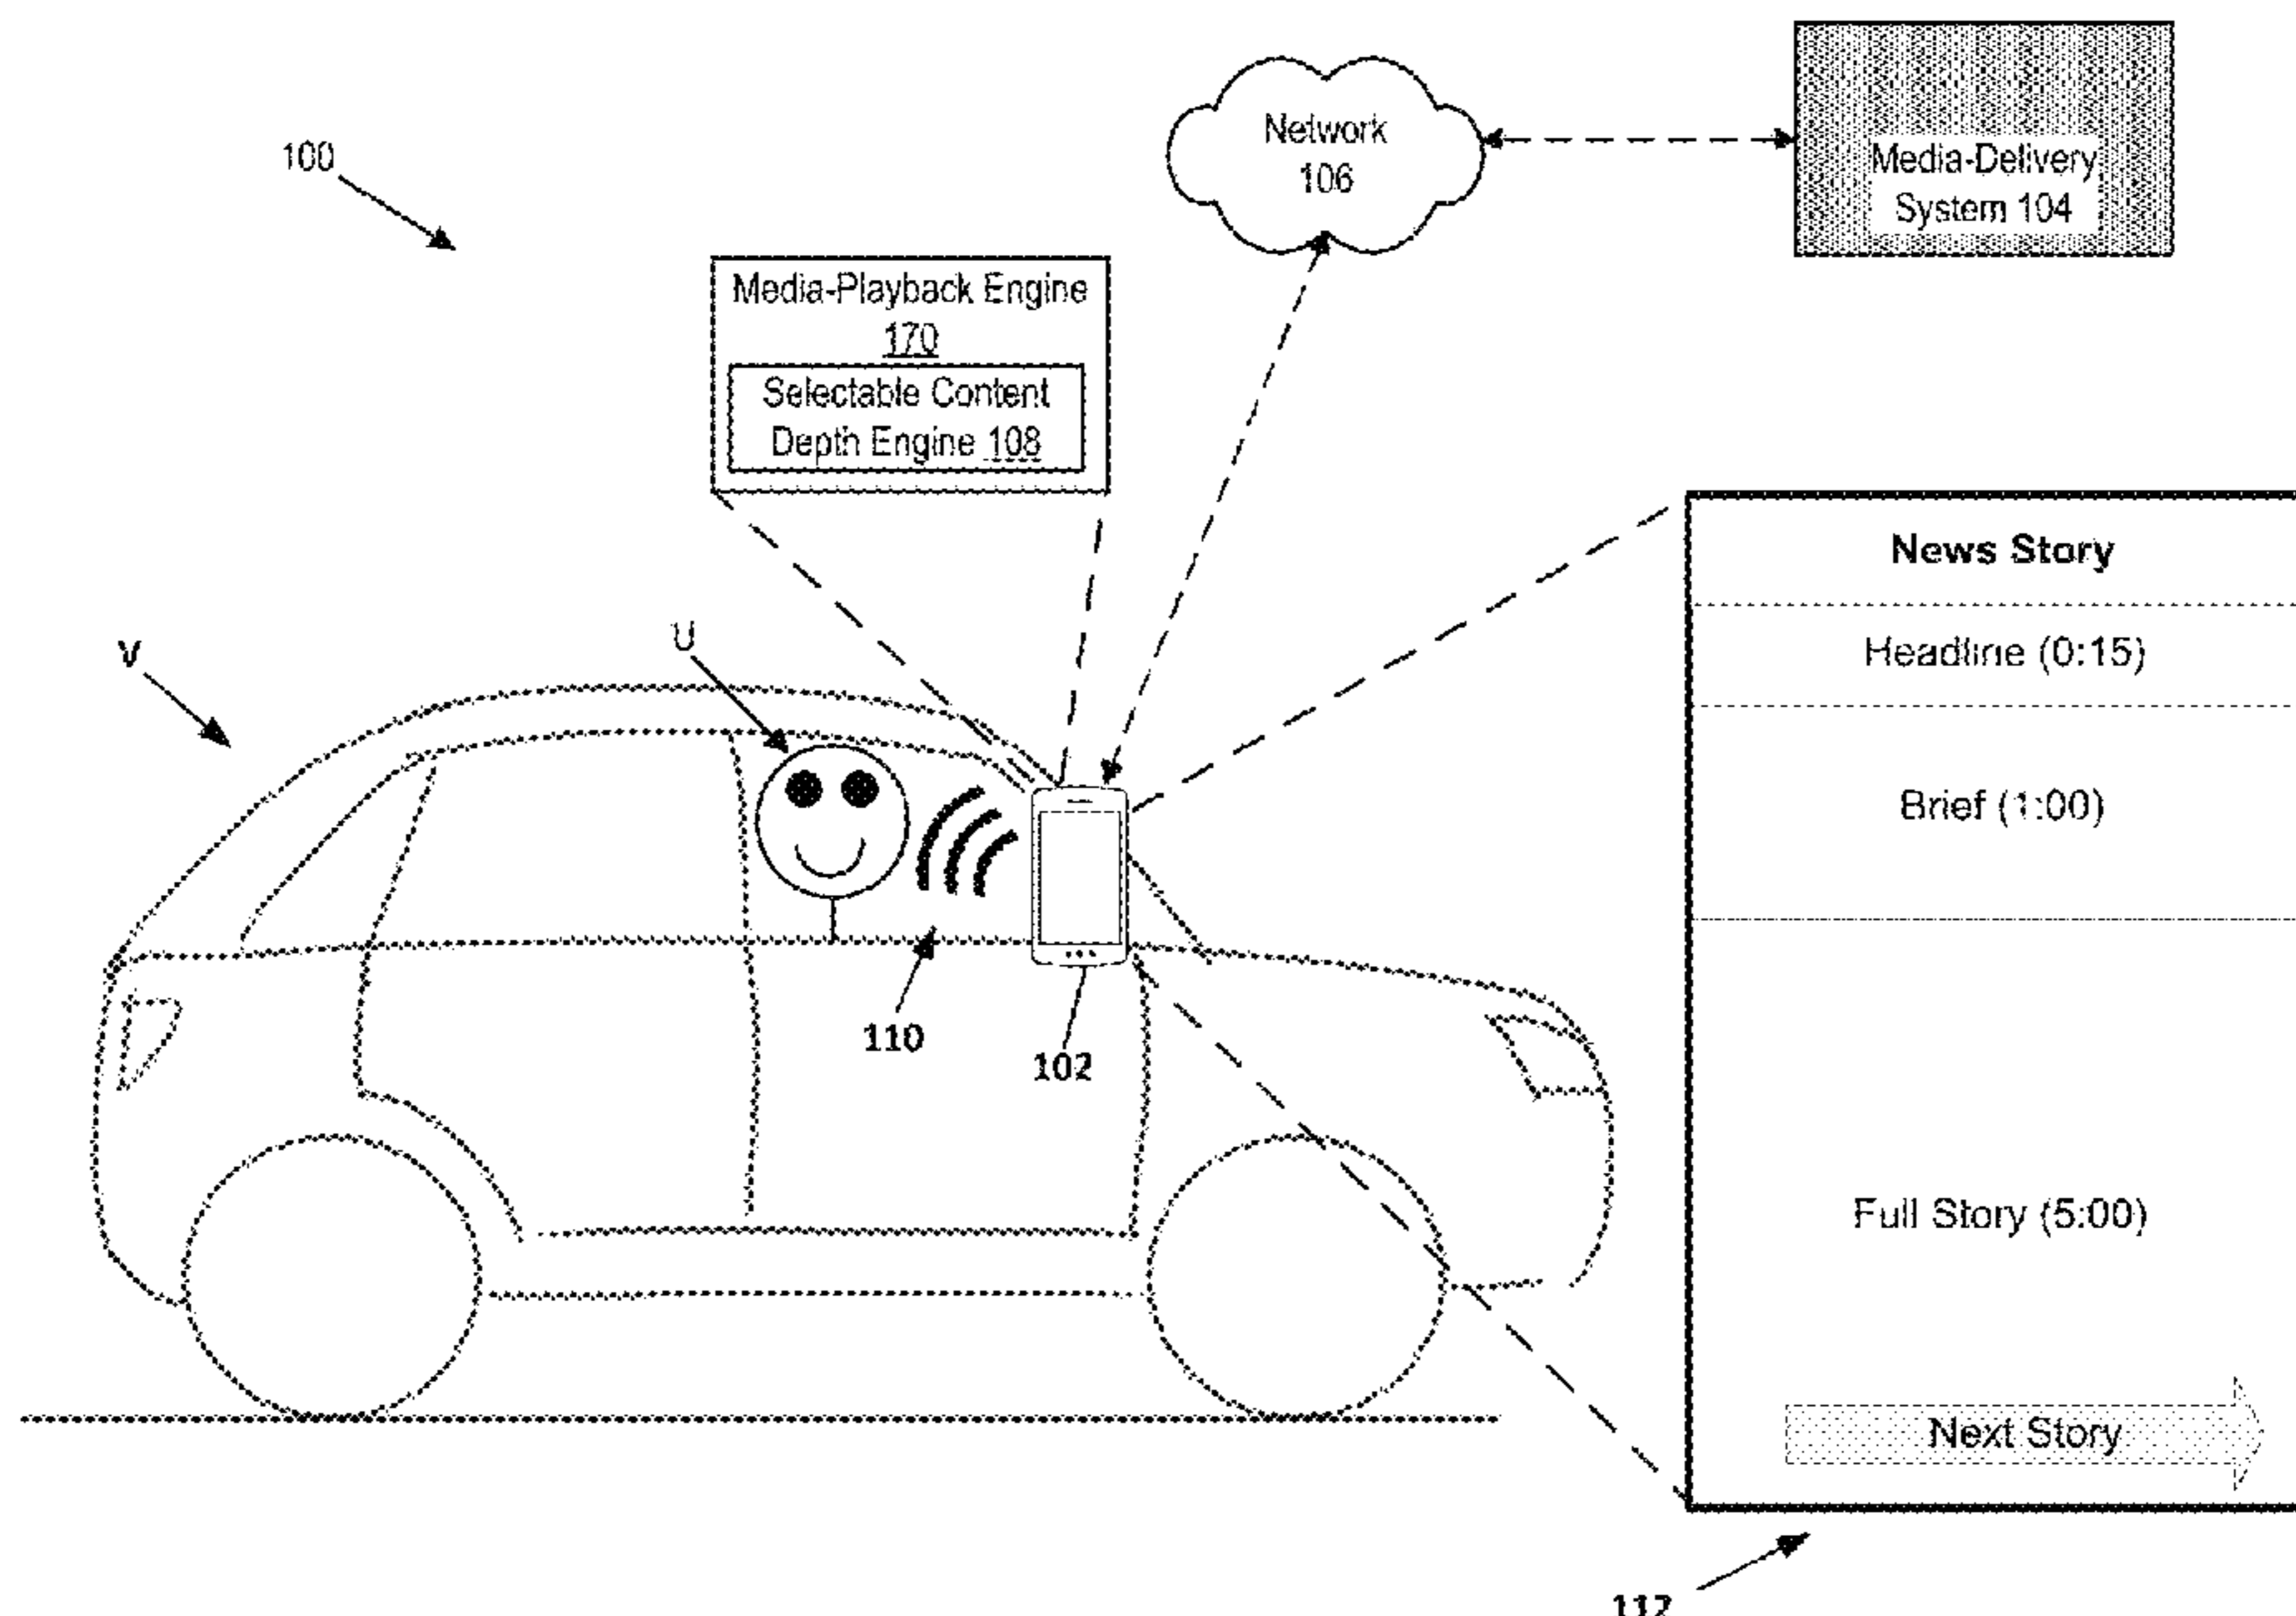 100
Network
106
Media-Delivery
System 104
Media-Playback Engine
170
Selectable Content
Depth Engine 108
News Story
Headline (0:15)
Brief (1:00)
Full Story (5:00)
Next Story
V
U
110
102
112